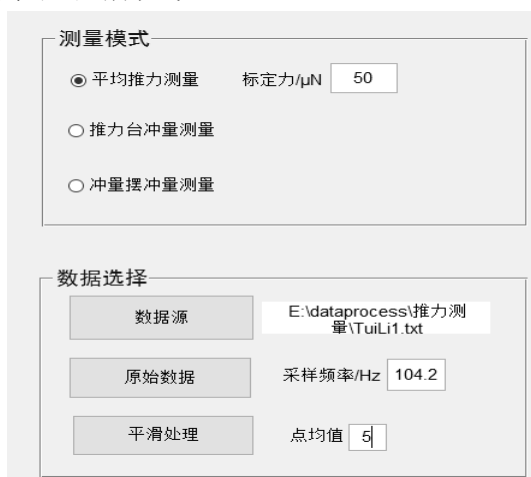 测量模式
平均推力测量 标定力/μN 50
推力台冲量测量
冲量摆冲量测量
数据选择
数据源 E:\dataprocess\推力测
量\TuiLi1.txt
原始数据 采样频率/Hz 104.2
平滑处理 点均值 5